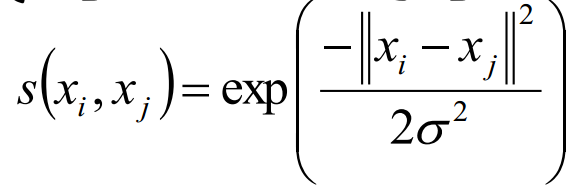 s(x_i, x_j) = exp(−‖x_i − x_j‖² / 2σ²)